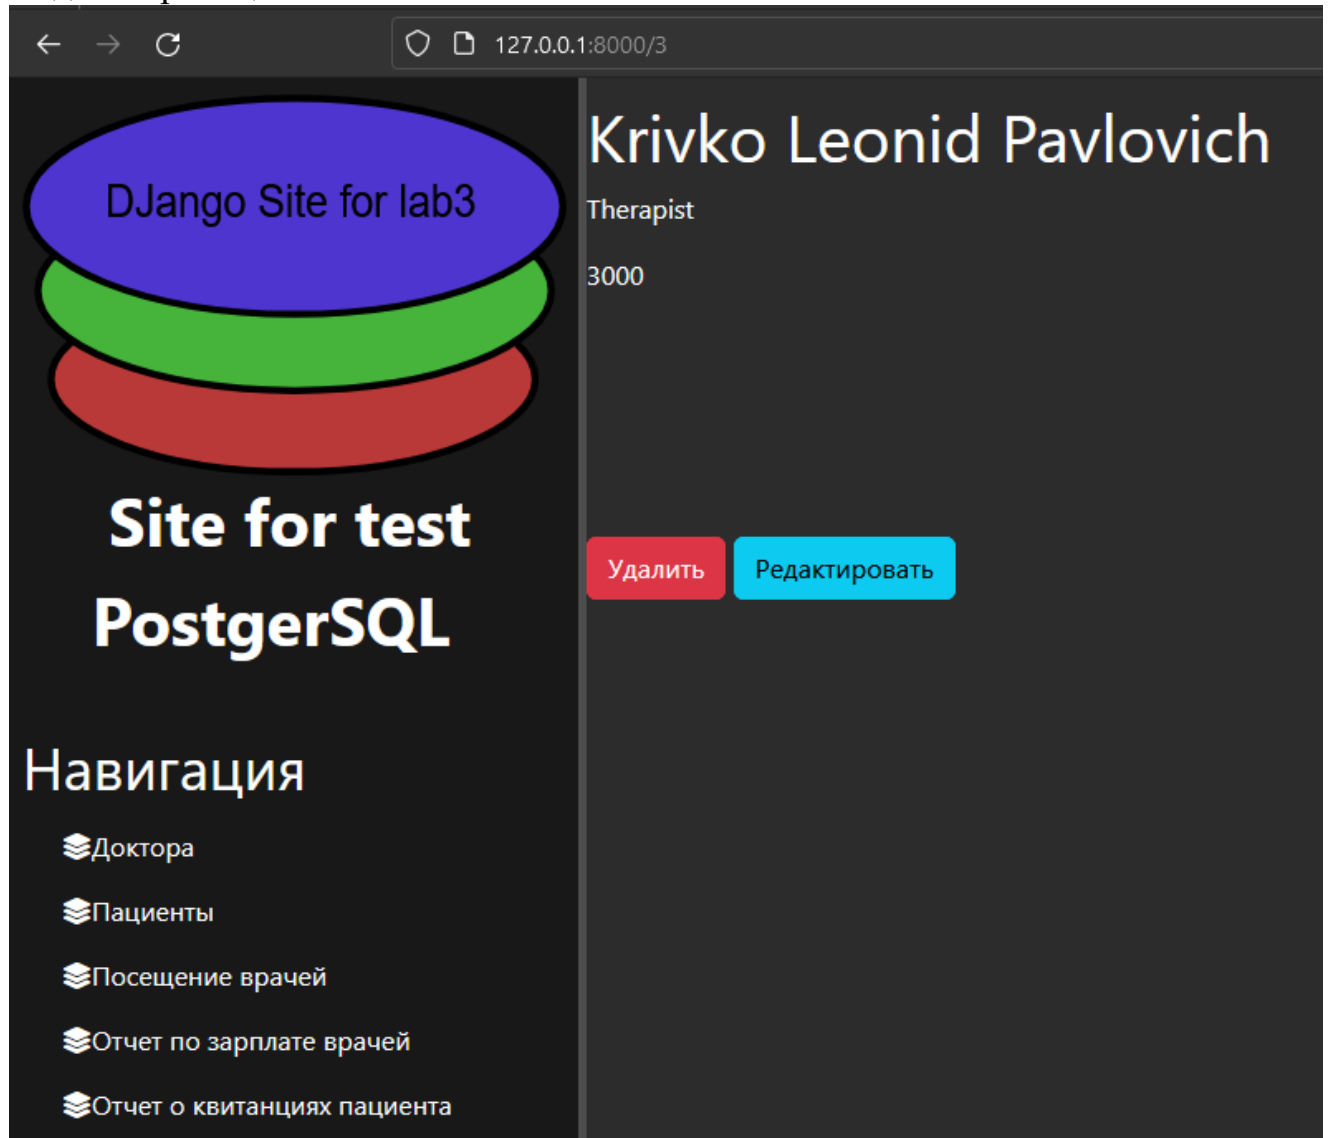 127.0.0.1:8000/3
DJango Site for lab3
Site for test
PostgerSQL
Навигация
Доктора
Пациенты
Посещение врачей
Отчет по зарплате врачей
Отчет о квитанциях пациента
Krivko Leonid Pavlovich
Therapist
3000
Удалить Редактировать